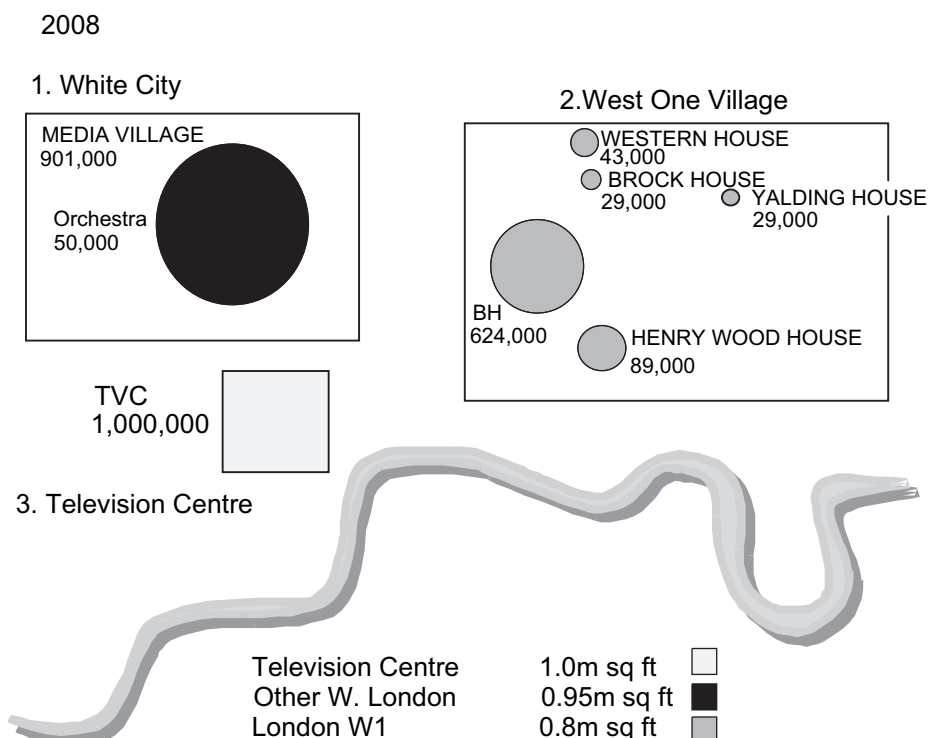 2008
1. White City
MEDIA VILLAGE
901,000
Orchestra
50,000
2.West One Village
WESTERN HOUSE
43,000
BROCK HOUSE
29,000
YALDING HOUSE
29,000
BH
624,000
HENRY WOOD HOUSE
89,000
TVC
1,000,000
3. Television Centre
Television Centre 1.0m sq ft
Other W. London 0.95m sq ft
London W1 0.8m sq ft